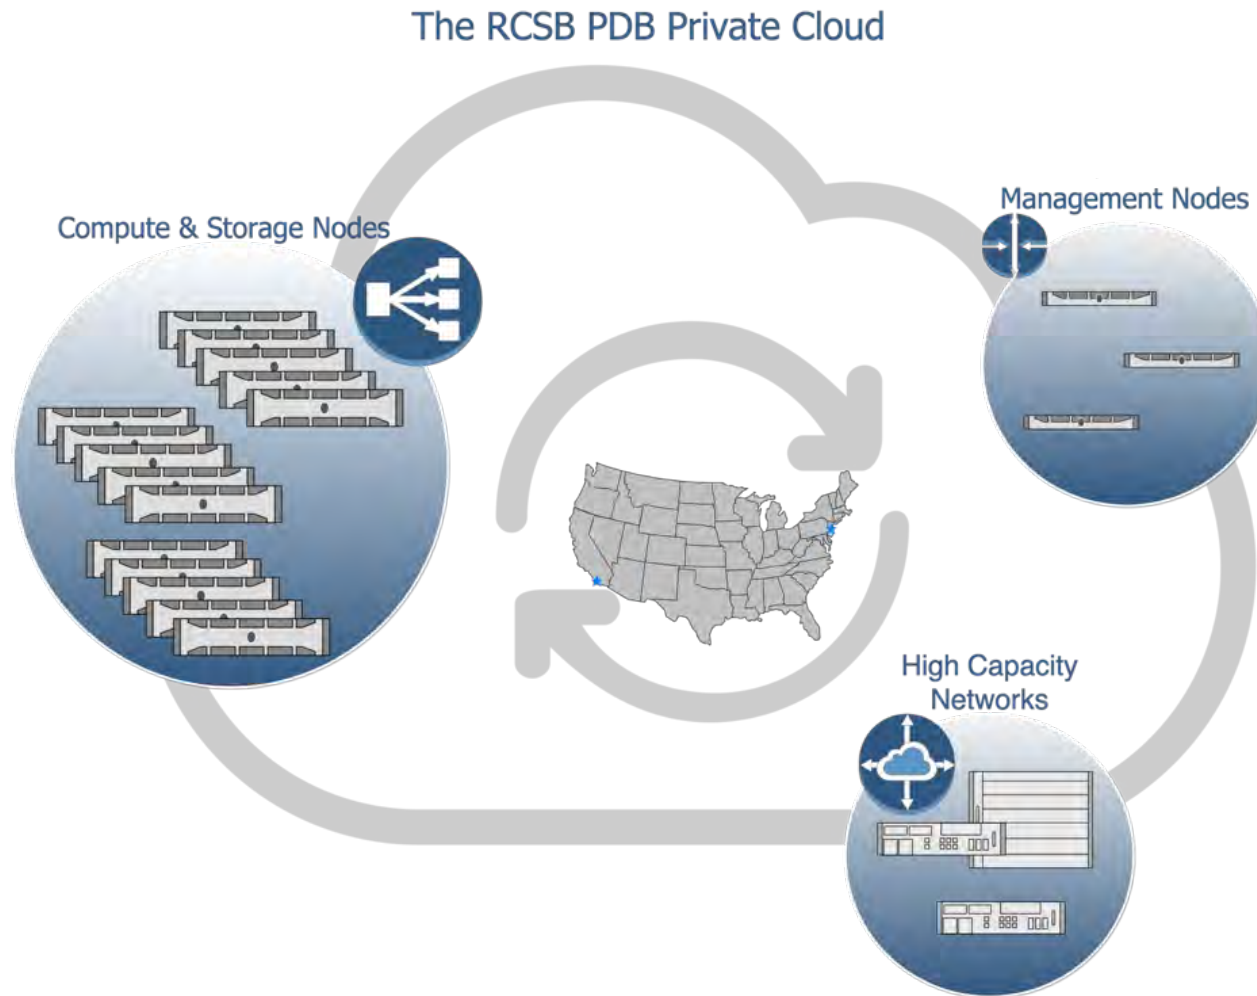 The RCSB PDB Private Cloud
Compute & Storage Nodes
Management Nodes
High Capacity
Networks